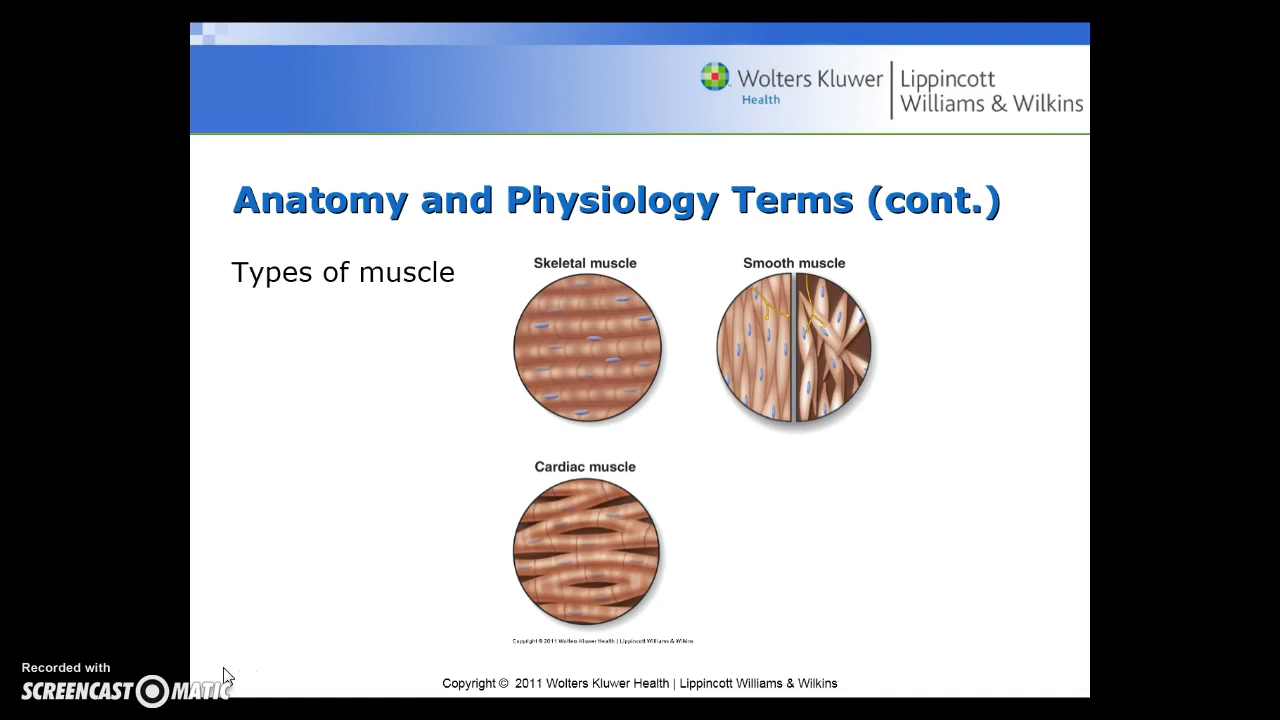 Wolters Kluwer
Health
Lippincott
Williams & Wilkins
Anatomy and Physiology Terms (cont.)
Types of muscle
Skeletal muscle
Smooth muscle
Cardiac muscle
Copyright © 2011 Wolters Kluwer Health | Lippincott Williams & Wilkins
Copyright © 2011 Wolters Kluwer Health | Lippincott Williams & Wilkins
Recorded with
SCREENCAST MATIC